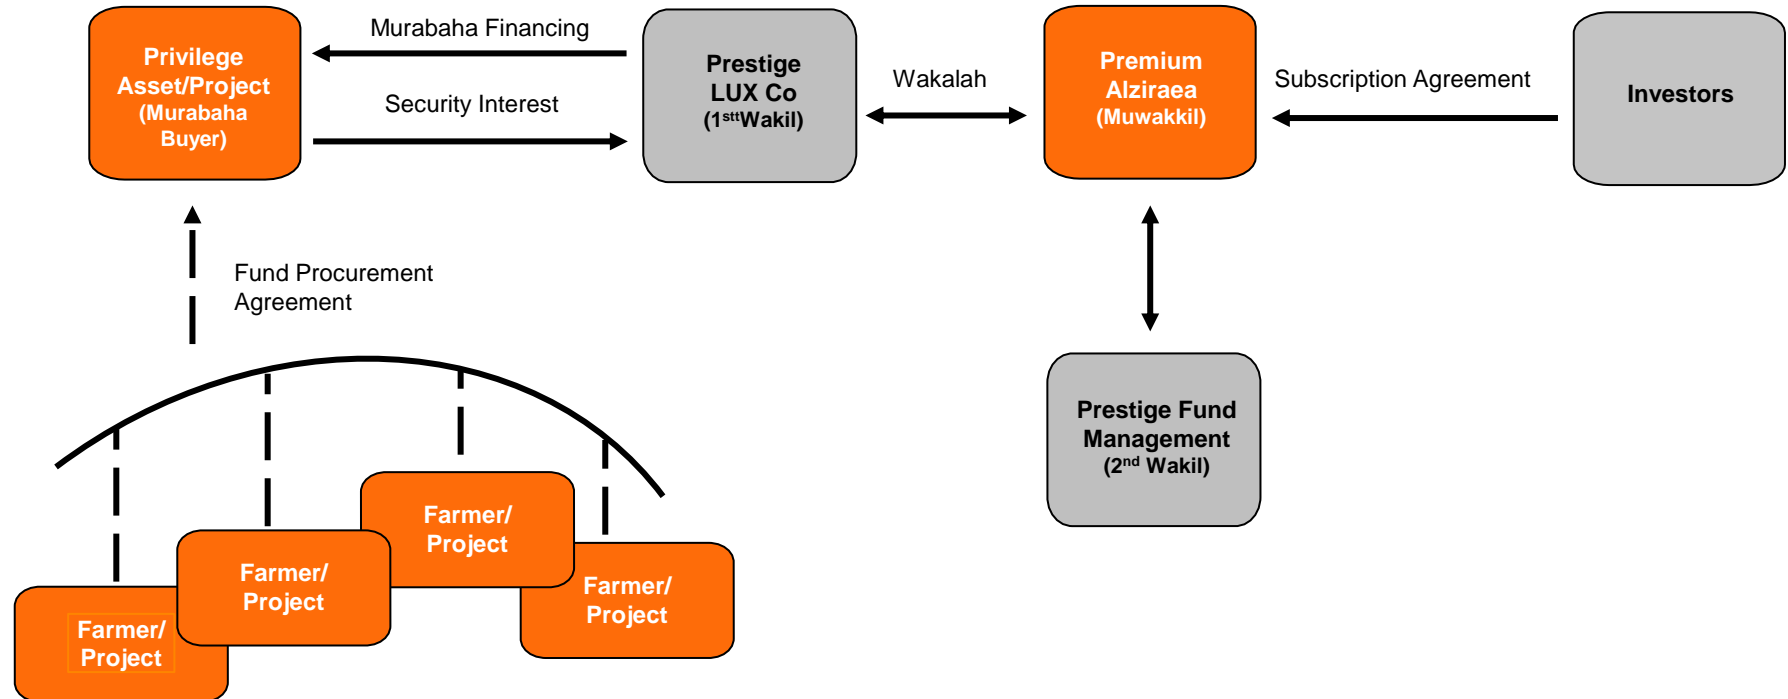 Murabaha Financing
Privilege
Asset/Project
(Murabaha
Buyer)
Security Interest
Prestige
LUX Co
(1sttWakil)
Wakalah
Premium
Alziraea
(Muwakkil)
Subscription Agreement
Investors
Fund Procurement
Agreement
Prestige Fund
Management
(2nd Wakil)
Farmer/
Project
Farmer/
Project
Farmer/
Project
Farmer/
Project